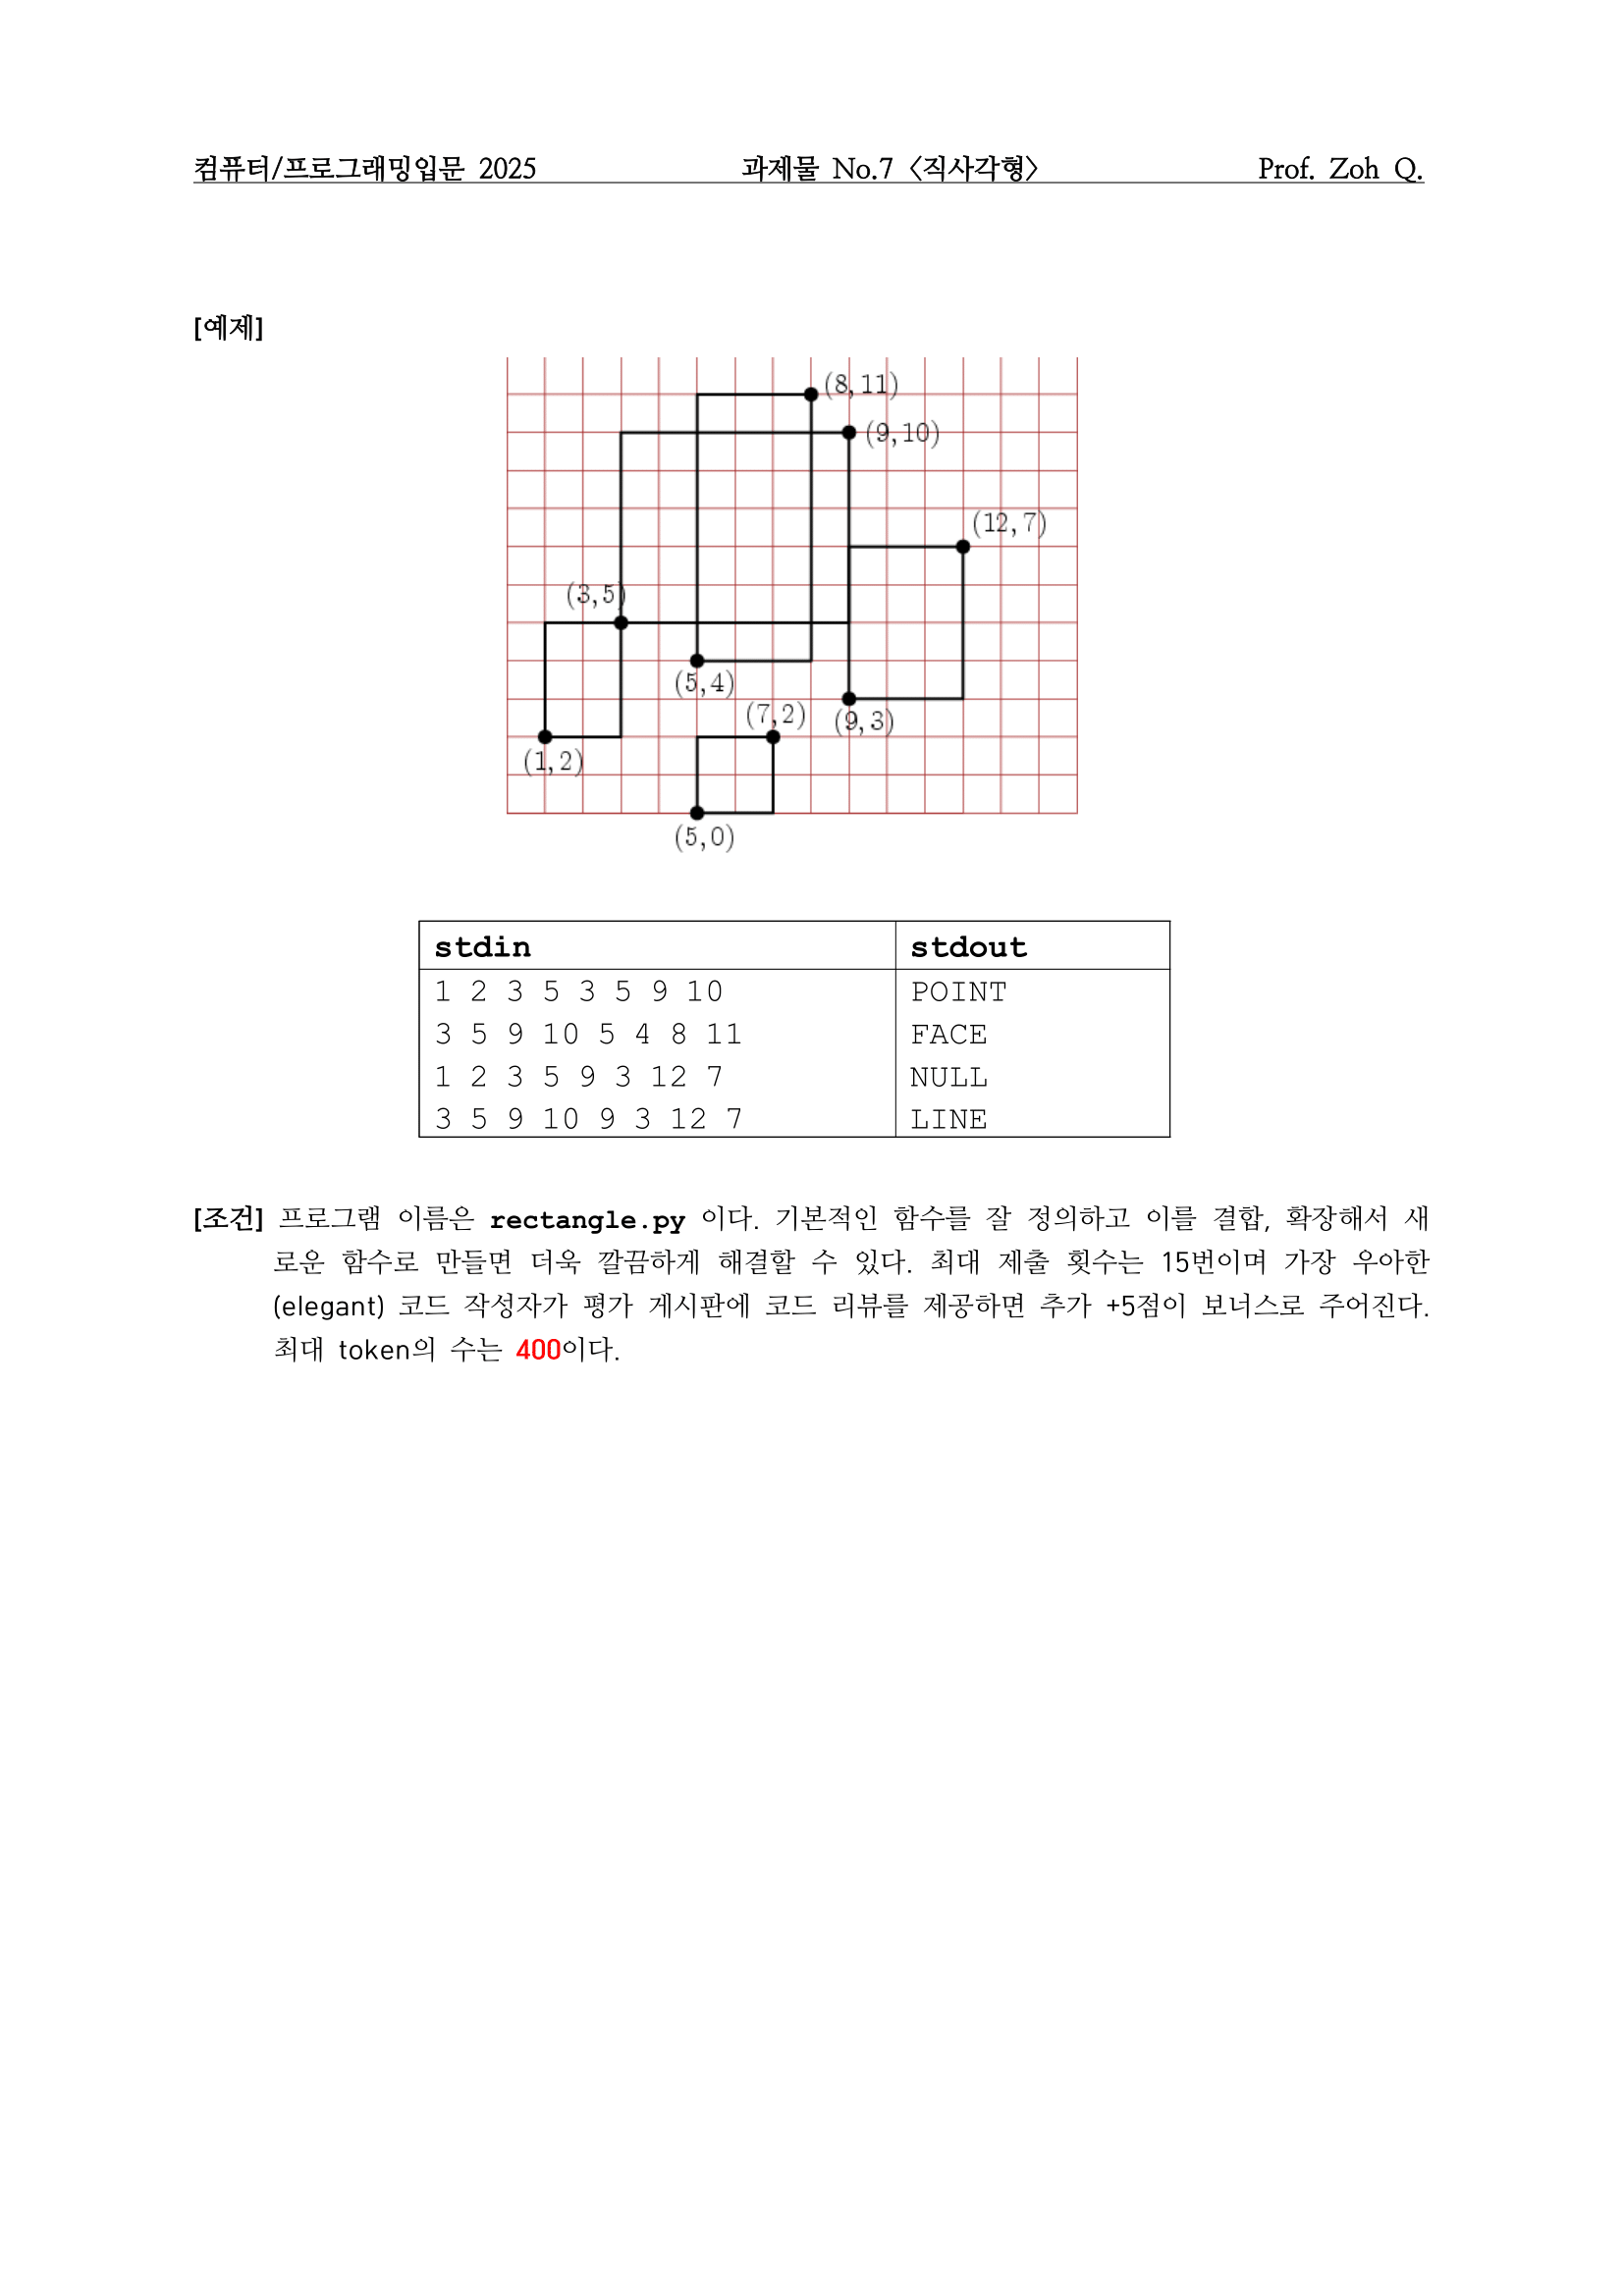 컴퓨터/프로그래밍입문 2025 과제물 No.7 <직사각형> Prof. Zoh Q.
[예제]
(8, 11)
(9, 10)
(12, 7)
(3, 5)
(5, 4)
(7, 2) (9, 3)
(1, 2)
(5, 0)
stdin stdout
1 2 3 5 3 5 9 10 POINT
3 5 9 10 5 4 8 11 FACE
1 2 3 5 9 3 12 7 NULL
3 5 9 10 9 3 12 7 LINE
[조건] 프로그램 이름은 rectangle.py 이다. 기본적인 함수를 잘 정의하고 이를 결합, 확장해서 새
로운 함수로 만들면 더욱 깔끔하게 해결할 수 있다. 최대 제출 횟수는 15번이며 가장 우아한
(elegant) 코드 작성자가 평가 게시판에 코드 리뷰를 제공하면 추가 +5점이 보너스로 주어진다.
최대 token의 수는 400이다.